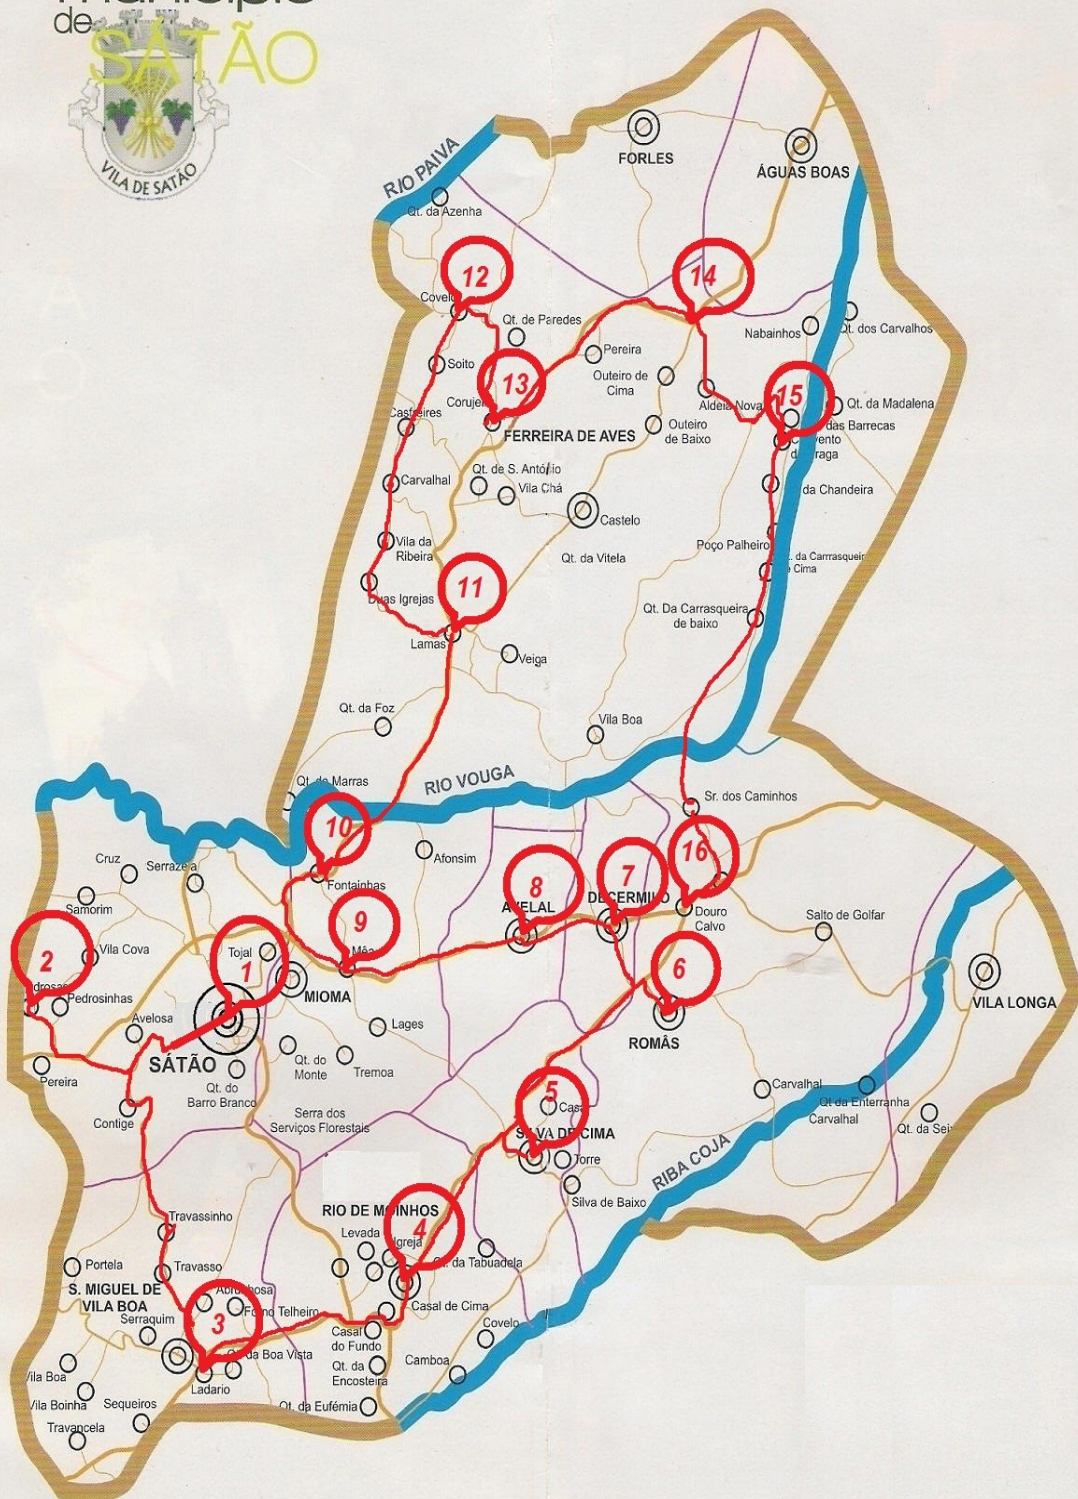 município
de
SÁTÃO
VILA DE SATÃO
RIO PAIVA
FORLES
ÁGUAS BOAS
Qt. da Azenha
12
14
Covelo
Qt. de Paredes
Nabainhos
Qt. dos Carvalhos
Soito
Pereira
13
Outeiro de
Cima
15
Corujeira
Aldeia Nova
Qt. da Madalena
Casfreires
FERREIRA DE AVES
Outeiro
de Baixo
das Barrecas
Qt. de S. António
Carvalhal
Vila Chá
da Chandeira
Castelo
Vila da
Ribeira
Qt. da Vitela
Poço Palheiro
de Cima
11
Duas Igrejas
Qt. Da Carrasqueira
de baixo
Lamas
Veiga
Qt. da Foz
Vila Boa
RIO VOUGA
Qt. de Marras
Sr. dos Caminhos
10
Cruz
Serrazela
Afonsim
16
Fontainhas
8
7
Samorim
AVELAL
DECERMILO
Douro
Calvo
Salto de Golfar
9
2
Vila Cova
Tojal
1
Mêa
6
Pedrosas
Pedrosinhas
MIOMA
VILA LONGA
Avelosa
Lages
ROMÃS
SÁTÃO
Qt. do
Monte
Tremoa
Pereira
Qt. do
Barro Branco
5
Carvalhal
Qt da Enterranha
Carvalhal
Contige
Serra dos
Serviços Florestais
SILVA DE CIMA
Torre
RIBA COJA
Silva de Baixo
RIO DE MOINHOS
Travassinho
4
Levada
Igreja
Portela
Travasso
Qt. da Tabuadela
S. MIGUEL DE
VILA BOA
Abrunhosa
Forno Telheiro
Serraquim
3
Casal de Cima
Covelo
Casal
do Fundo
Qt. da Boa Vista
Camboa
Vila Boa
Ladario
Qt. da
Encosteira
Vila Boinha
Sequeiros
Qt. da Eufémia
Travancela